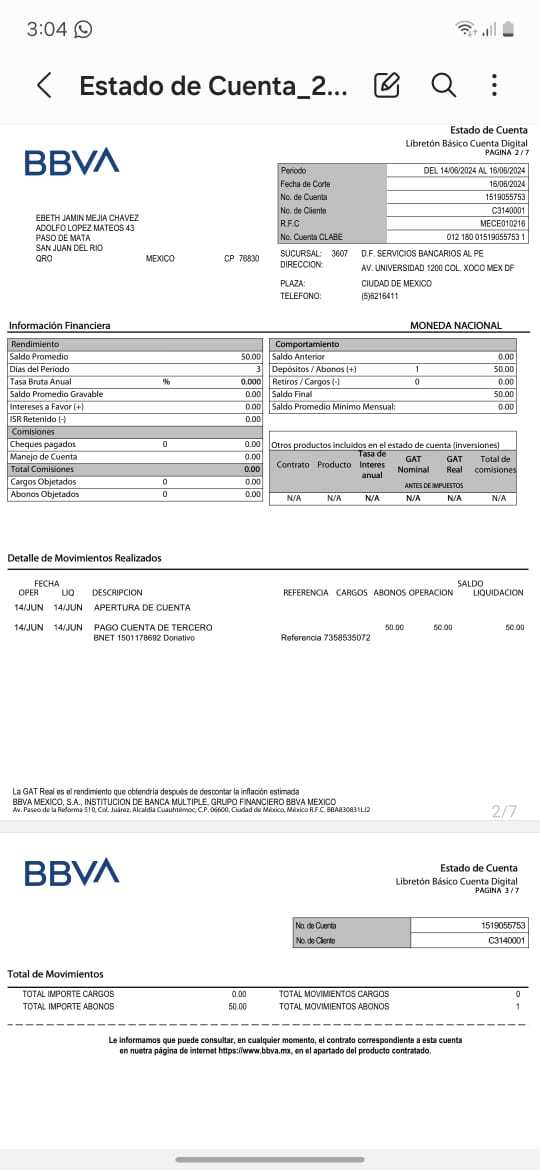 3:04
Estado de Cuenta_2...
BBVA
Estado de Cuenta
Libretón Básico Cuenta Digital
PAGINA 2 / 7
Periodo DEL 14/06/2024 AL 16/06/2024
Fecha de Corte 16/06/2024
No. de Cuenta 1519055753
No. de Cliente C3140001
R.F.C MECE010216
No. Cuenta CLABE 012 180 01519055753 1
EBETH JAMIN MEJIA CHAVEZ
ADOLFO LOPEZ MATEOS 43
PASO DE MATA
SAN JUAN DEL RIO
QRO MEXICO CP 76830
SUCURSAL: 3607 D.F. SERVICIOS BANCARIOS AL PE
DIRECCION: AV. UNIVERSIDAD 1200 COL. XOCO MEX DF
PLAZA: CIUDAD DE MEXICO
TELEFONO: (5)6216411
Información Financiera MONEDA NACIONAL
Rendimiento
Saldo Promedio 50.00
Días del Periodo 3
Tasa Bruta Anual % 0.000
Saldo Promedio Gravable 0.00
Intereses a Favor (+) 0.00
ISR Retenido (-) 0.00
Comisiones
Cheques pagados 0 0.00
Manejo de Cuenta 0.00
Total Comisiones 0.00
Cargos Objetados 0 0.00
Abonos Objetados 0 0.00
Comportamiento
Saldo Anterior 0.00
Depósitos / Abonos (+) 1 50.00
Retiros / Cargos (-) 0 0.00
Saldo Final 50.00
Saldo Promedio Mínimo Mensual: 0.00
Otros productos incluidos en el estado de cuenta (inversiones)
Contrato Producto Tasa de Interes anual GAT Nominal GAT Real Total de comisiones
ANTES DE IMPUESTOS
N/A N/A N/A N/A N/A N/A
Detalle de Movimientos Realizados
FECHA SALDO
OPER LIQ DESCRIPCION REFERENCIA CARGOS ABONOS OPERACION LIQUIDACION
14/JUN 14/JUN APERTURA DE CUENTA
14/JUN 14/JUN PAGO CUENTA DE TERCERO 50.00 50.00 50.00
BNET 1501178692 Donativo Referencia 7358535072
La GAT Real es el rendimiento que obtendría después de descontar la inflación estimada
BBVA MEXICO, S.A., INSTITUCION DE BANCA MULTIPLE, GRUPO FINANCIERO BBVA MEXICO
Av. Paseo de la Reforma 510, Col. Juárez, Alcaldía Cuauhtémoc; C.P. 06600, Ciudad de México, México R.F.C. BBA830831LJ2
2/7
BBVA
Estado de Cuenta
Libretón Básico Cuenta Digital
PAGINA 3 / 7
No. de Cuenta 1519055753
No. de Cliente C3140001
Total de Movimientos
TOTAL IMPORTE CARGOS 0.00 TOTAL MOVIMIENTOS CARGOS 0
TOTAL IMPORTE ABONOS 50.00 TOTAL MOVIMIENTOS ABONOS 1
Le informamos que puede consultar, en cualquier momento, el contrato correspondiente a esta cuenta
en nuetra página de internet https://www.bbva.mx, en el apartado del producto contratado.